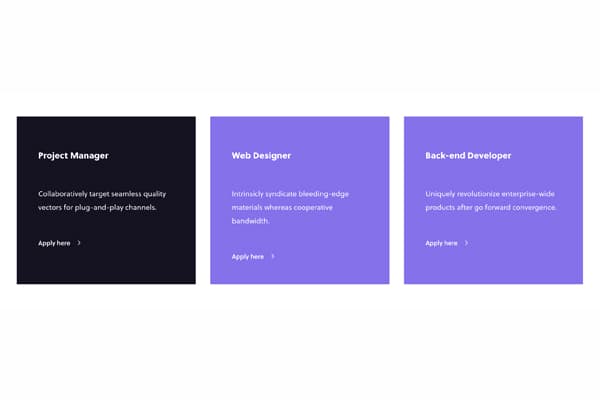 Project Manager
Collaboratively target seamless quality
vectors for plug-and-play channels.
Apply here
Web Designer
Intrinsicly syndicate bleeding-edge
materials whereas cooperative
bandwidth.
Apply here
Back-end Developer
Uniquely revolutionize enterprise-wide
products after go forward convergence.
Apply here